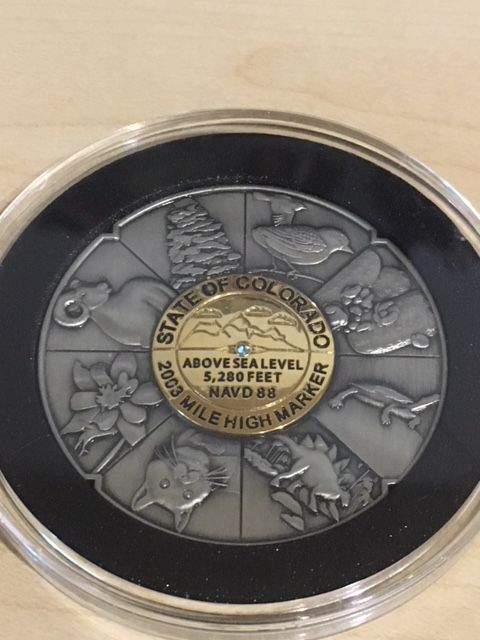 STATE OF COLORADO
ABOVE SEA LEVEL
5,280 FEET
NAVD 88
2003 MILE HIGH MARKER